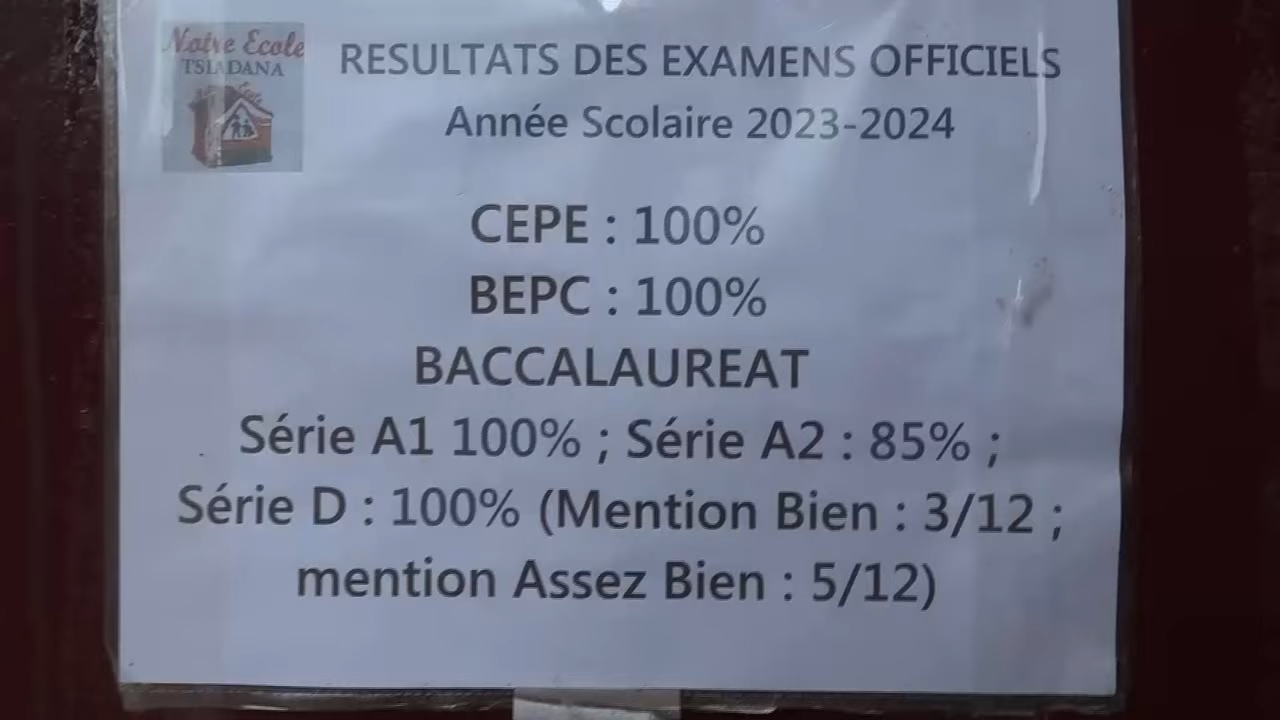 Notre Ecole
TSIADANA
RESULTATS DES EXAMENS OFFICIELS
Année Scolaire 2023-2024
CEPE : 100%
BEPC : 100%
BACCALAUREAT
Série A1 100% ; Série A2 : 85% ;
Série D : 100% (Mention Bien : 3/12 ;
mention Assez Bien : 5/12)